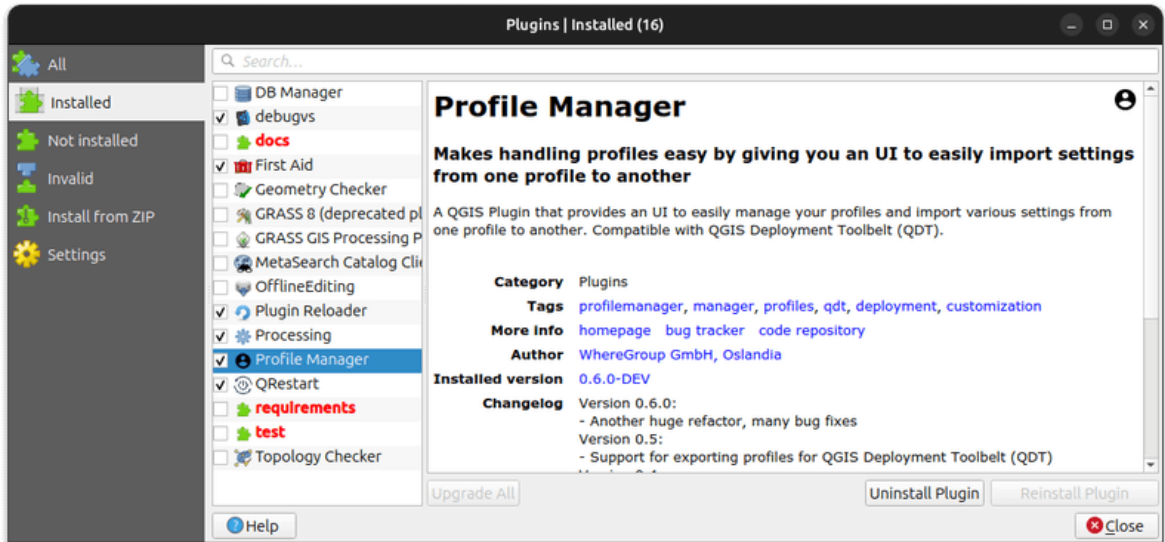 Plugins | Installed (16)
All
Installed
Not installed
Invalid
Install from ZIP
Settings
Search...
DB Manager
debugvs
docs
First Aid
Geometry Checker
GRASS 8 (deprecated pl
GRASS GIS Processing P
MetaSearch Catalog Clie
OfflineEditing
Plugin Reloader
Processing
Profile Manager
QRestart
requirements
test
Topology Checker
Profile Manager
Makes handling profiles easy by giving you an UI to easily import settings
from one profile to another
A QGIS Plugin that provides an UI to easily manage your profiles and import various settings from
one profile to another. Compatible with QGIS Deployment Toolbelt (QDT).
Category Plugins
Tags profilemanager, manager, profiles, qdt, deployment, customization
More info homepage bug tracker code repository
Author WhereGroup GmbH, Oslandia
Installed version 0.6.0-DEV
Changelog Version 0.6.0:
- Another huge refactor, many bug fixes
Version 0.5:
- Support for exporting profiles for QGIS Deployment Toolbelt (QDT)
Upgrade All
Uninstall Plugin
Reinstall Plugin
Help
Close